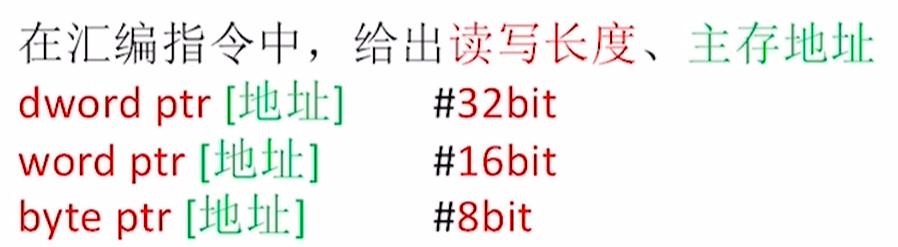 在汇编指令中，给出读写长度、主存地址
dword ptr [地址] #32bit
word ptr [地址] #16bit
byte ptr [地址] #8bit